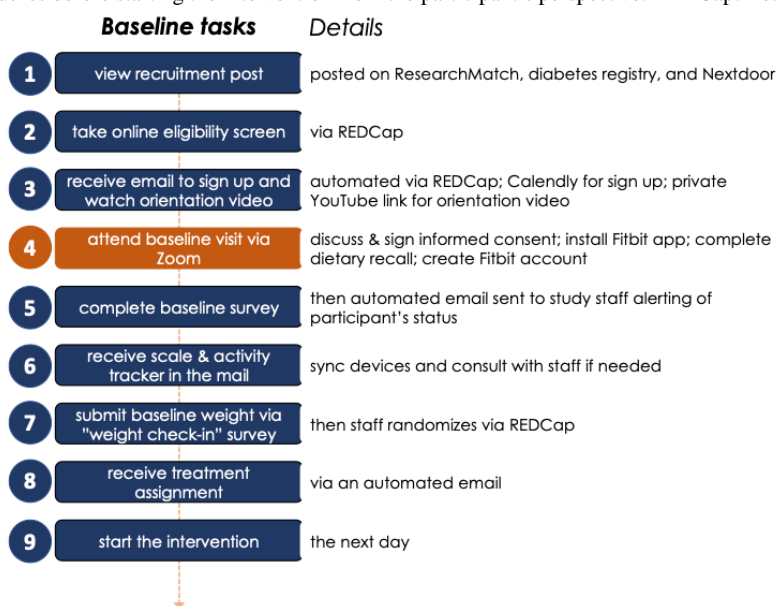 Baseline tasks Details
1 view recruitment post posted on ResearchMatch, diabetes registry, and Nextdoor
2 take online eligibility screen via REDCap
3 receive email to sign up and watch orientation video automated via REDCap; Calendly for sign up; private YouTube link for orientation video
4 attend baseline visit via Zoom discuss & sign informed consent; install Fitbit app; complete dietary recall; create Fitbit account
5 complete baseline survey then automated email sent to study staff alerting of participant's status
6 receive scale & activity tracker in the mail sync devices and consult with staff if needed
7 submit baseline weight via "weight check-in" survey then staff randomizes via REDCap
8 receive treatment assignment via an automated email
9 start the intervention the next day